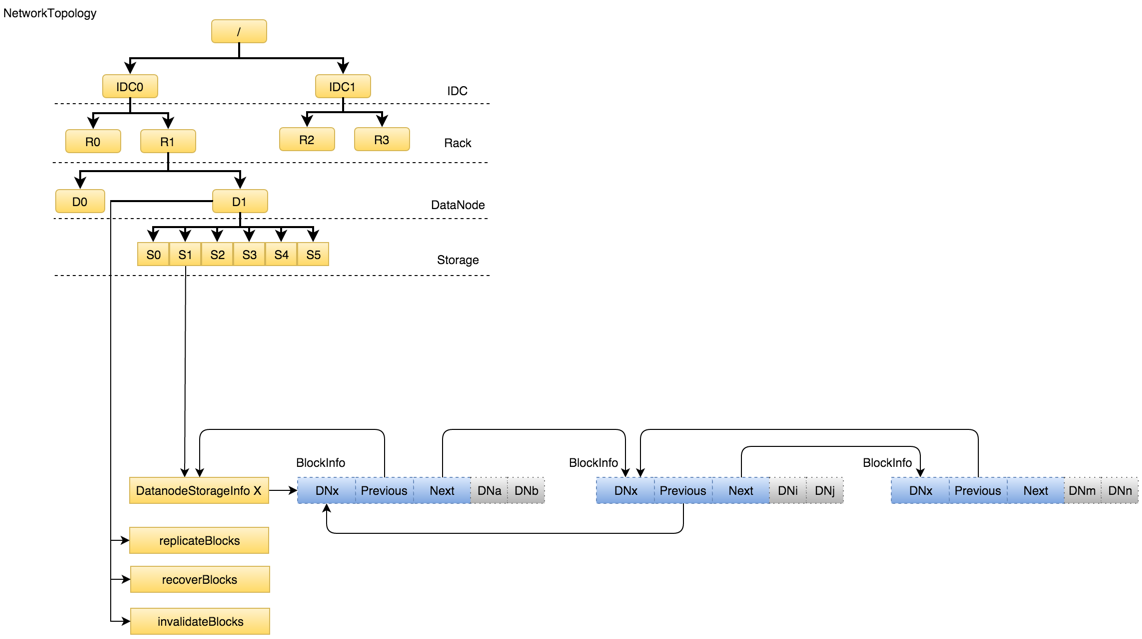 NetworkTopology
/
IDC0 IDC1 IDC
R0 R1 R2 R3 Rack
D0 D1 DataNode
S0 S1 S2 S3 S4 S5 Storage
BlockInfo BlockInfo BlockInfo
DatanodeStorageInfo X DNx Previous Next DNa DNb DNx Previous Next DNi DNj DNx Previous Next DNm DNn
replicateBlocks
recoverBlocks
invalidateBlocks